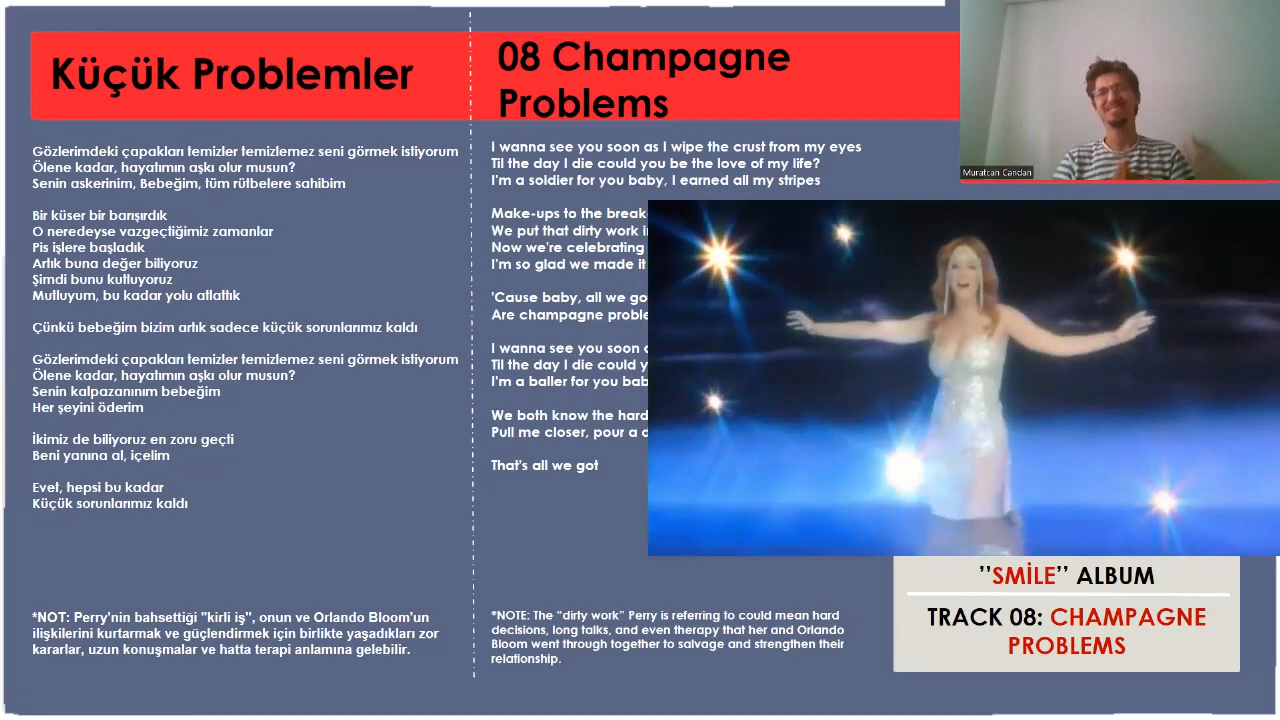 Küçük Problemler
Gözlerimdeki çapakları temizler temizlemez seni görmek istiyorum
Ölene kadar, hayatımın aşkı olur musun?
Senin askerinim, Bebeğim, tüm rütbelere sahibim
Bir küser bir barışırdık
O neredeyse vazgeçtiğimiz zamanlar
Pis işlere başladık
Artık buna değer biliyoruz
Şimdi bunu kutluyoruz
Mutluyum, bu kadar yolu atlattık
Çünkü bebeğim bizim artık sadece küçük sorunlarımız kaldı
Gözlerimdeki çapakları temizler temizlemez seni görmek istiyorum
Ölene kadar, hayatımın aşkı olur musun?
Senin kalpazanınım bebeğim
Her şeyini öderim
İkimiz de biliyoruz en zoru geçti
Beni yanına al, içelim
Evet, hepsi bu kadar
Küçük sorunlarımız kaldı
*NOT: Perry'nin bahsettiği "kirli iş", onun ve Orlando Bloom'un
ilişkilerini kurtarmak ve güçlendirmek için birlikte yaşadıkları zor
kararlar, uzun konuşmalar ve hatta terapi anlamına gelebilir.
08 Champagne
Problems
I wanna see you soon as I wipe the crust from my eyes
Til the day I die could you be the love of my life?
I'm a soldier for you baby, I earned all my stripes
Make-ups to the break
We put that dirty work i
Now we're celebrating
I'm so glad we made it
'Cause baby, all we go
Are champagne proble
I wanna see you soon
Til the day I die could y
I'm a baller for you bab
We both know the hard
Pull me closer, pour a
That's all we got
*NOTE: The “dirty work” Perry is referring to could mean hard
decisions, long talks, and even therapy that her and Orlando
Bloom went through together to salvage and strengthen their
relationship.
Muratcan Candan
’’SMİLE’’ ALBUM
TRACK 08: CHAMPAGNE
PROBLEMS